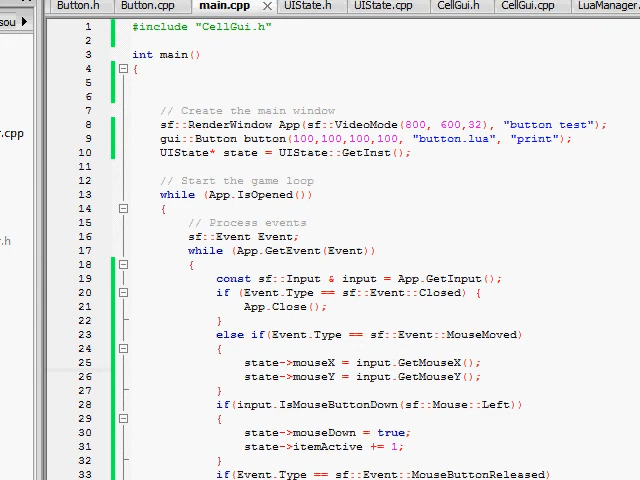 Button.h Button.cpp main.cpp UIState.h UIState.cpp CellGui.h CellGui.cpp LuaManager.
sou
r.cpp
r.h
1 #include "CellGui.h"
2
3 int main()
4 {
5
6
7 // Create the main window
8 sf::RenderWindow App(sf::VideoMode(800, 600,32), "button test");
9 gui::Button button(100,100,100,100, "button.lua", "print");
10 UIState* state = UIState::GetInst();
11
12 // Start the game loop
13 while (App.IsOpened())
14 {
15 // Process events
16 sf::Event Event;
17 while (App.GetEvent(Event))
18 {
19 const sf::Input & input = App.GetInput();
20 if (Event.Type == sf::Event::Closed) {
21 App.Close();
22 }
23 else if(Event.Type == sf::Event::MouseMoved)
24 {
25 state->mouseX = input.GetMouseX();
26 state->mouseY = input.GetMouseY();
27 }
28 if(input.IsMouseButtonDown(sf::Mouse::Left))
29 {
30 state->mouseDown = true;
31 state->itemActive += 1;
32 }
33 if(Event.Type == sf::Event::MouseButtonReleased)